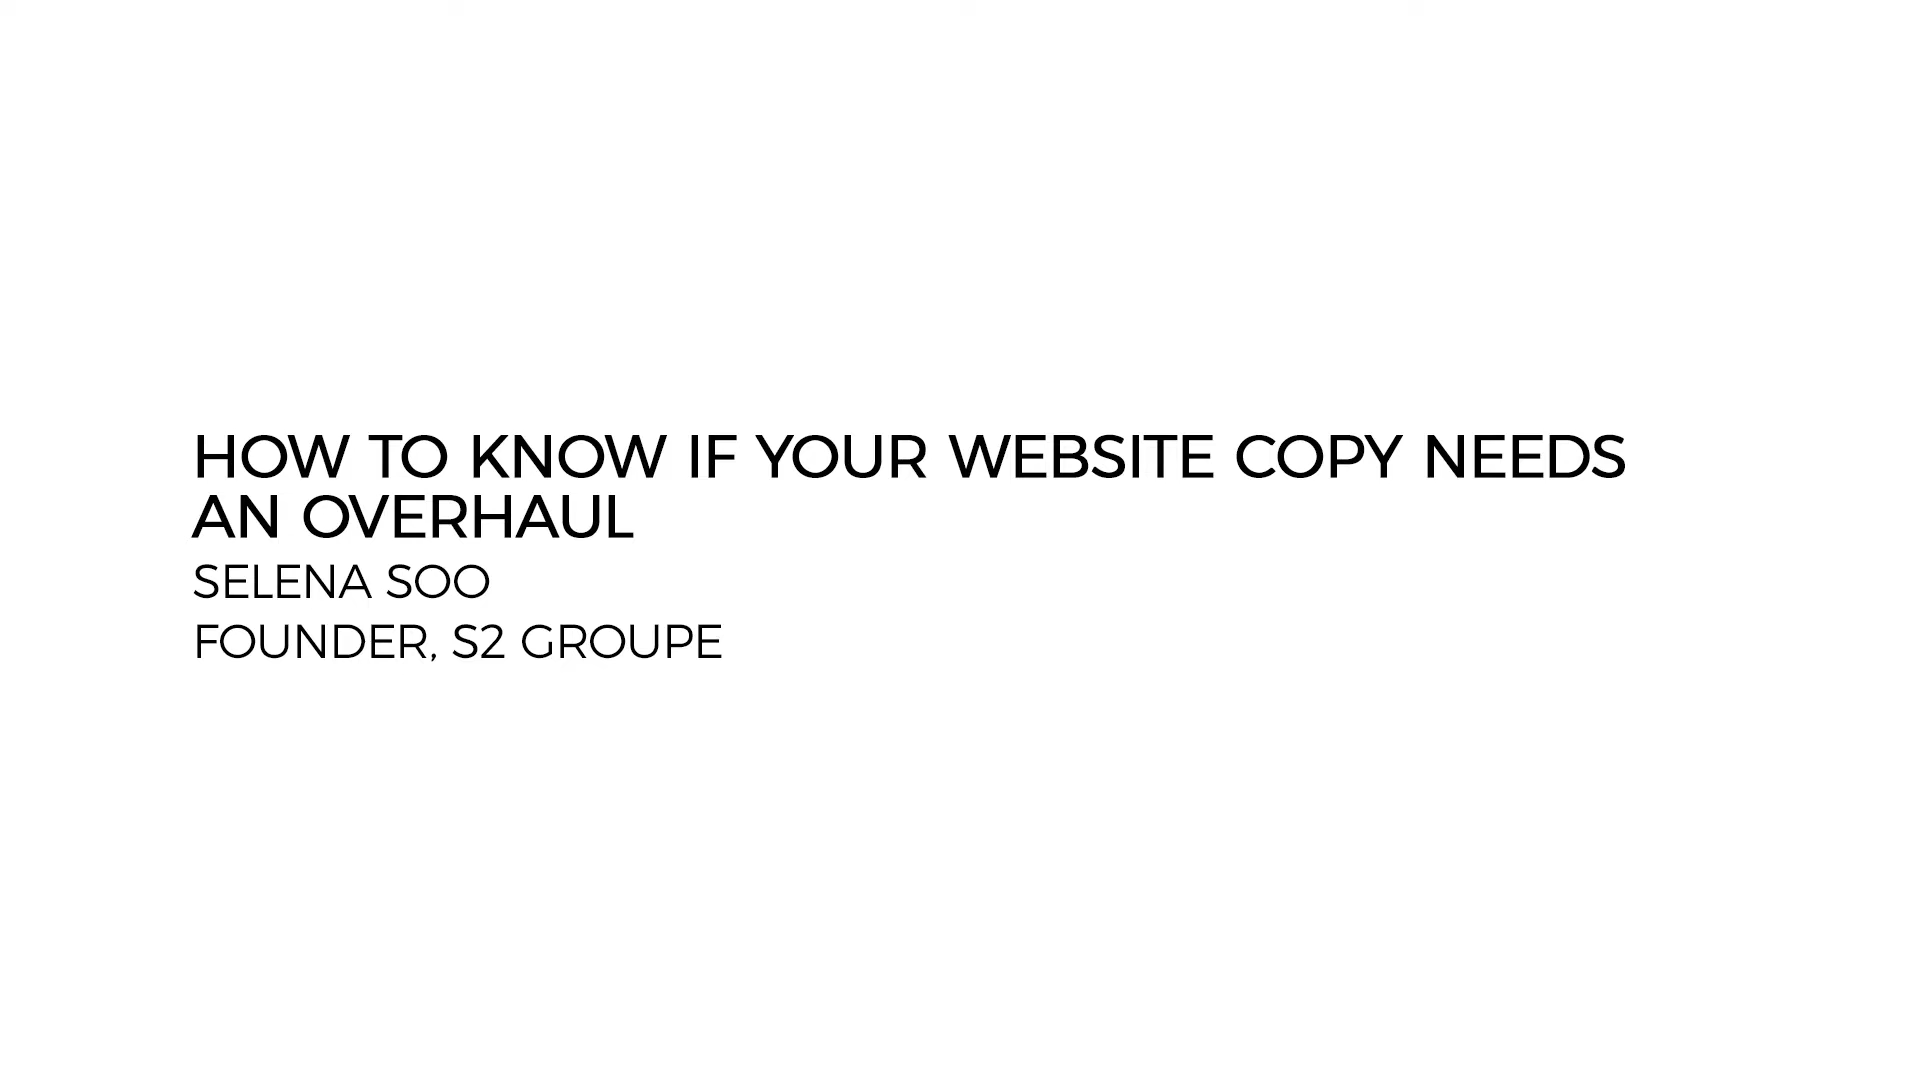 HOW TO KNOW IF YOUR WEBSITE COPY NEEDS
AN OVERHAUL
SELENA SOO
FOUNDER, S2 GROUPE